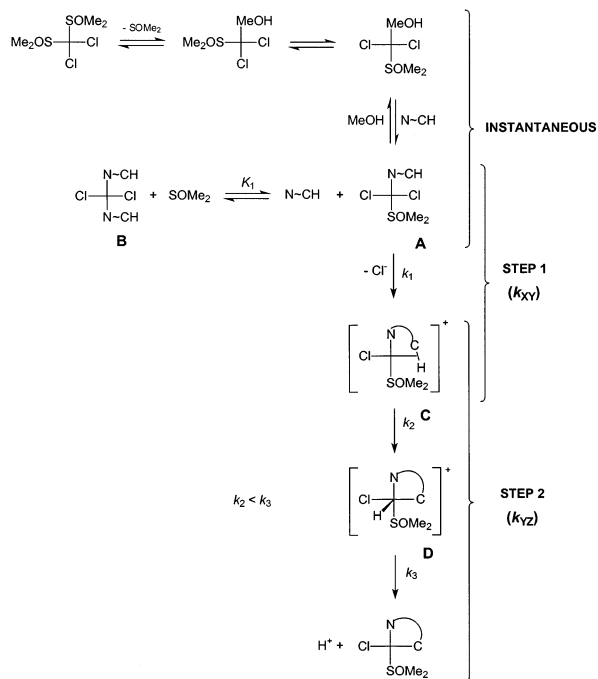 SOMe2 - SOMe2 MeOH MeOH
Me2OS Cl Me2OS Cl Cl Cl
Cl Cl SOMe2
MeOH N~CH
INSTANTANEOUS
N~CH N~CH
Cl Cl + SOMe2 K1 N~CH + Cl Cl
N~CH SOMe2
B A
- Cl- k1
STEP 1
(kXY)
N C +
Cl H
SOMe2
C
k2
k2 < k3
N +
Cl C
H SOMe2
D
STEP 2
(kYZ)
k3
N
H+ + Cl C
SOMe2